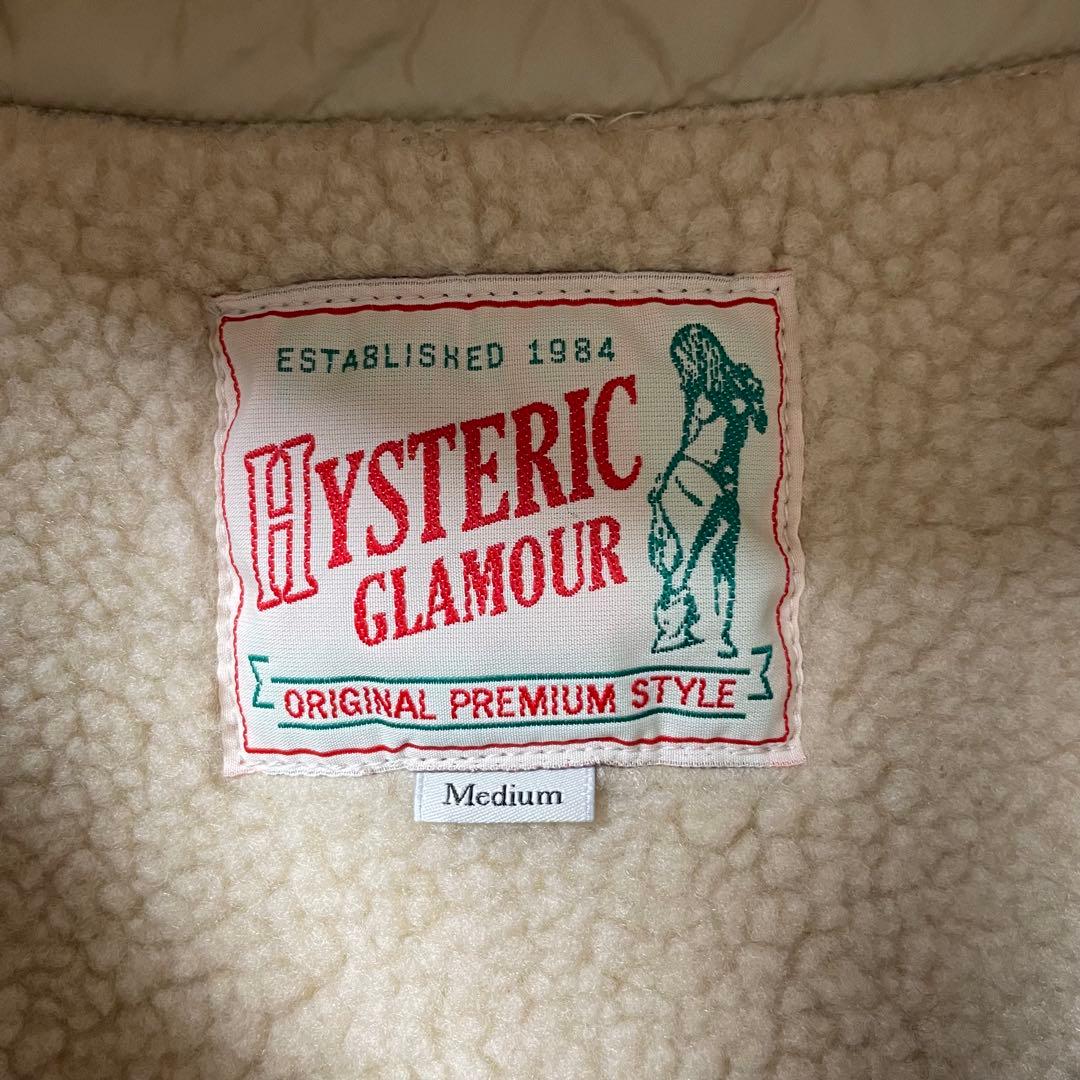 ESTABLISHED 1984
HYSTERIC
GLAMOUR
ORIGINAL PREMIUM STYLE
Medium